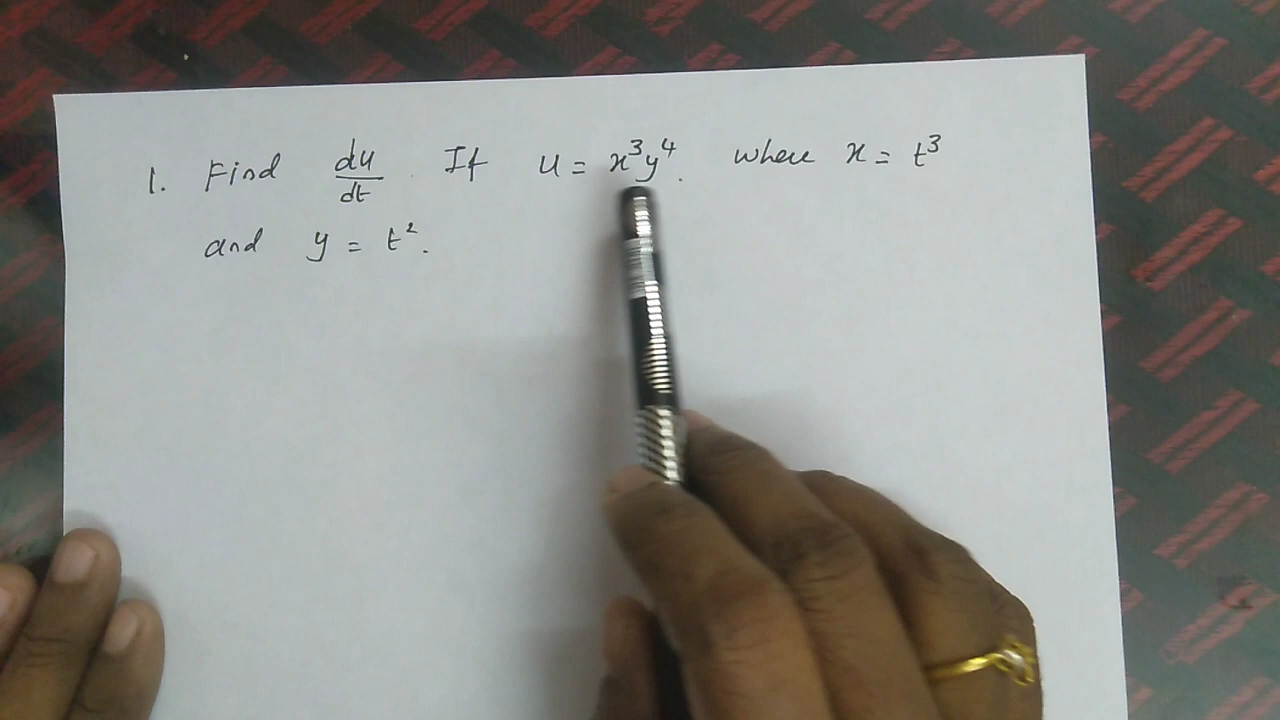 1. Find du/dt If u = x³y⁴. where x = t³
and y = t².